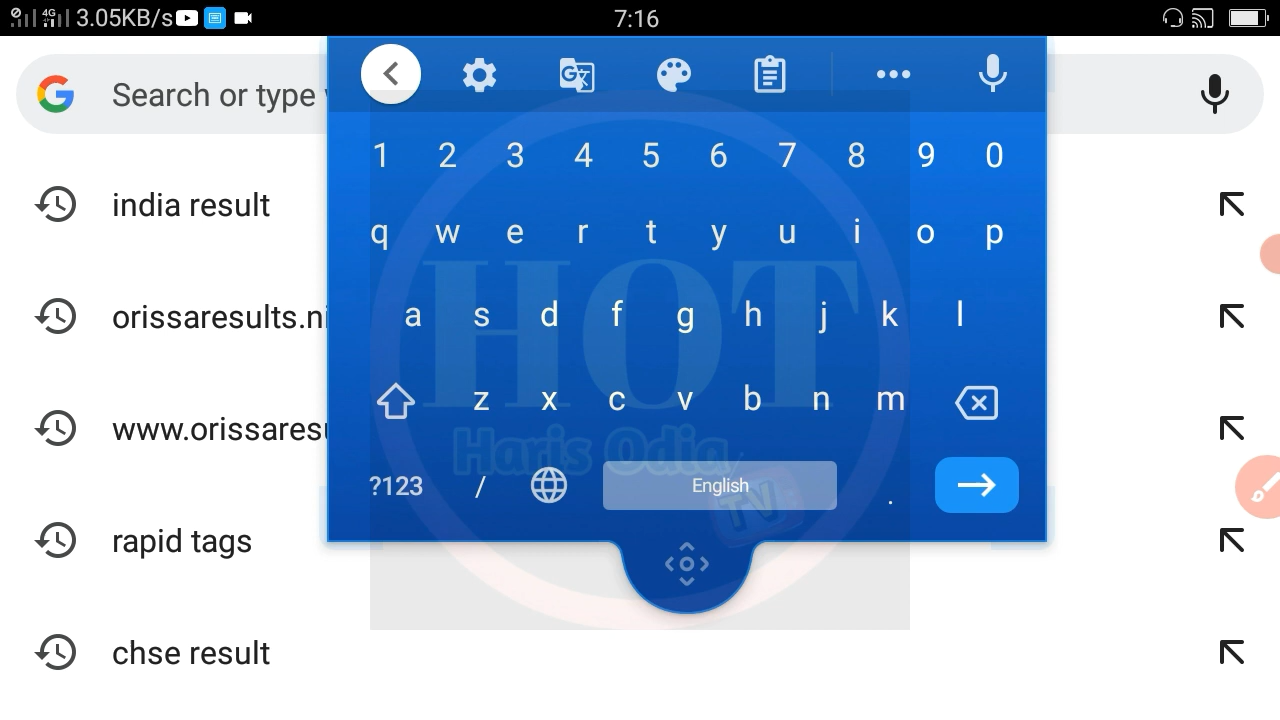 4G 3.05KB/s 7:16
Search or type
1 2 3 4 5 6 7 8 9 0
india result
q w e r t y u i o p
HOT
orissaresults.ni
a s d f g h j k l
www.orissaresu
z x c v b n m
Haris Odia
TV
?123 / English .
rapid tags
chse result